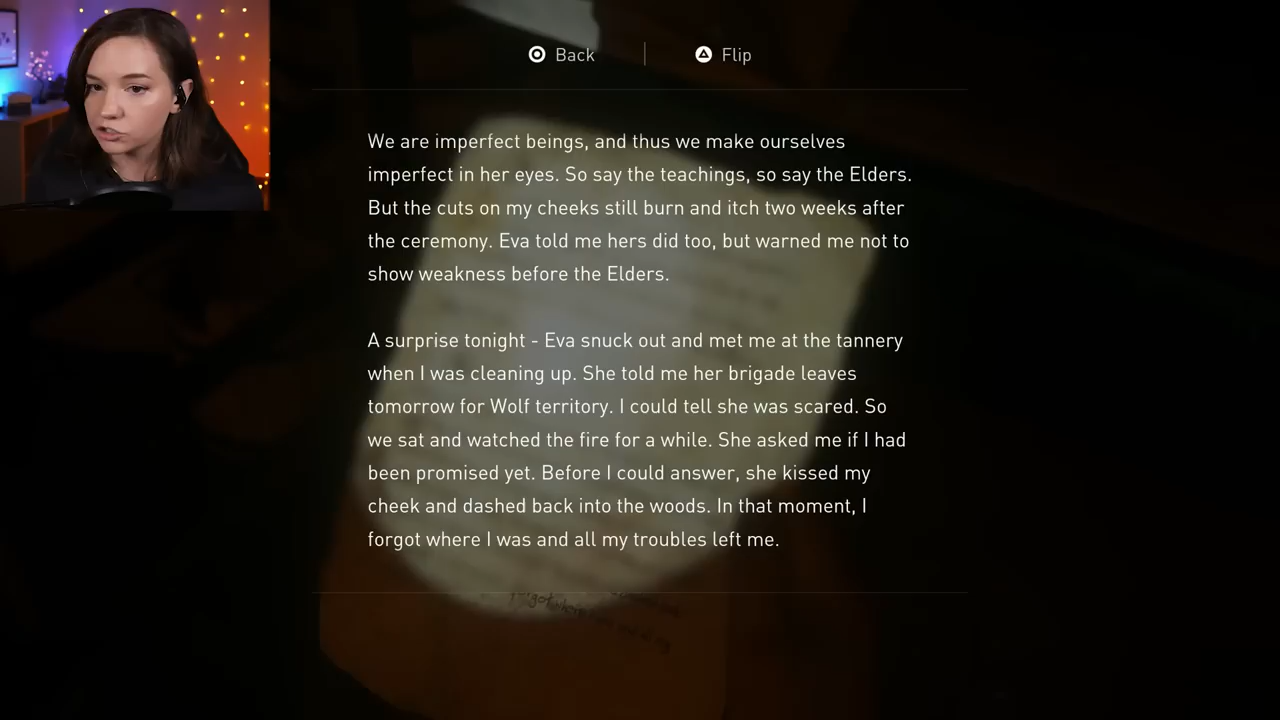 Back
Flip
We are imperfect beings, and thus we make ourselves
imperfect in her eyes. So say the teachings, so say the Elders.
But the cuts on my cheeks still burn and itch two weeks after
the ceremony. Eva told me hers did too, but warned me not to
show weakness before the Elders.
A surprise tonight - Eva snuck out and met me at the tannery
when I was cleaning up. She told me her brigade leaves
tomorrow for Wolf territory. I could tell she was scared. So
we sat and watched the fire for a while. She asked me if I had
been promised yet. Before I could answer, she kissed my
cheek and dashed back into the woods. In that moment, I
forgot where I was and all my troubles left me.
forgot where